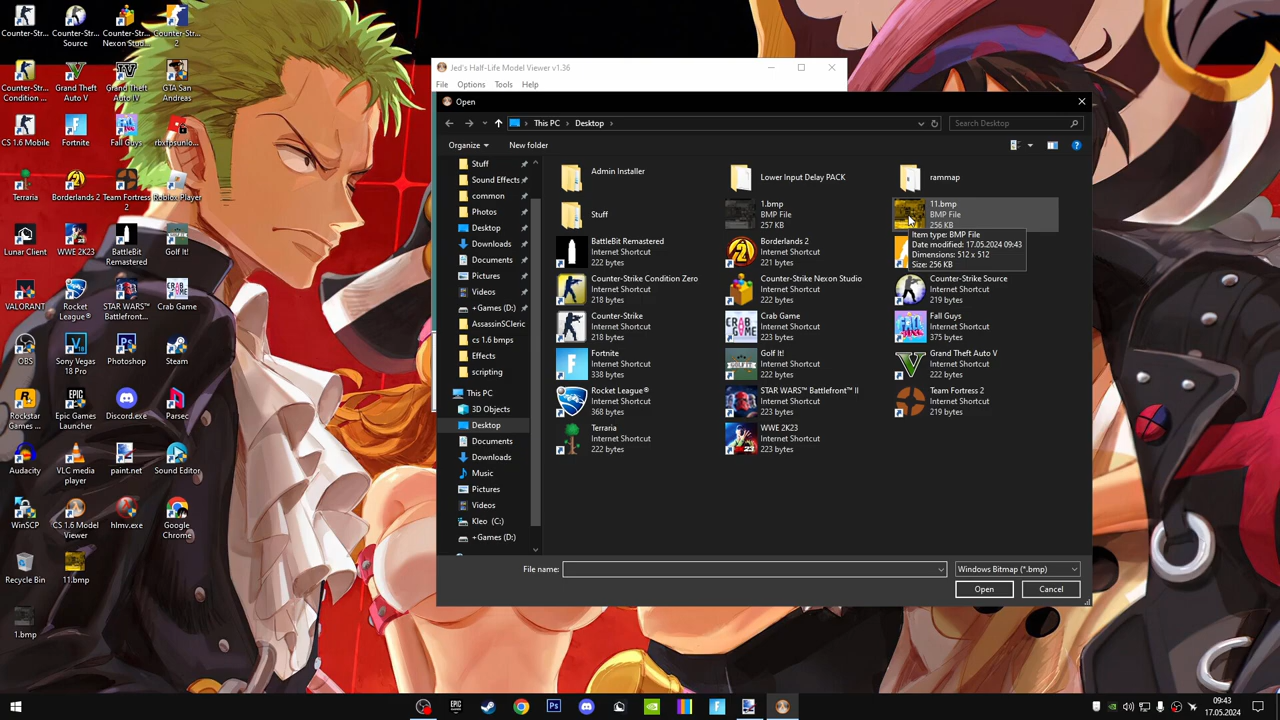 Counter-Str...
Counter-Str...
Source
Counter-Str...
Nexon Stud...
Counter-Str...
2
Counter-Str...
Condition ...
Grand Theft
Auto V
Grand Theft
Auto IV
GTA San
Andreas
CS 1.6 Mobile
Fortnite
Fall Guys
rbxfpsunlo...
Terraria
Borderlands 2
Team Fortress
2
Roblox Player
Lunar Client
WWE 2K23
BattleBit
Remastered
Golf It!
VALORANT
Rocket
League®
STAR WARS™
Battlefront...
Crab Game
OBS
Sony Vegas
18 Pro
Photoshop
Steam
Rockstar
Games ...
Epic Games
Launcher
Discord.exe
Parsec
Audacity
VLC media
player
paint.net
Sound Editor
WinSCP
CS 1.6 Model
Viewer
hlmv.exe
Google
Chrome
Recycle Bin
11.bmp
1.bmp
Jed's Half-Life Model Viewer v1.36
File Options Tools Help
Open
This PC > Desktop >
Search Desktop
Organize
New folder
Stuff
Sound Effects
common
Photos
Desktop
Downloads
Documents
Pictures
Videos
+Games (D:)
AssassinSCleric
cs 1.6 bmps
Effects
scripting
This PC
3D Objects
Desktop
Documents
Downloads
Music
Pictures
Videos
Kleo (C:)
+Games (D:)
Admin Installer
Lower Input Delay PACK
rammap
Stuff
1.bmp
BMP File
257 KB
11.bmp
BMP File
256 KB
Item type: BMP File
Date modified: 17.05.2024 09:43
Dimensions: 512 x 512
Size: 256 KB
BattleBit Remastered
Internet Shortcut
222 bytes
Borderlands 2
Internet Shortcut
222 bytes
Counter-Strike Condition Zero
Internet Shortcut
218 bytes
Counter-Strike Nexon Studio
Internet Shortcut
222 bytes
Counter-Strike Source
Internet Shortcut
219 bytes
Counter-Strike
Internet Shortcut
218 bytes
Crab Game
Internet Shortcut
223 bytes
Fall Guys
Internet Shortcut
375 bytes
Fortnite
Internet Shortcut
338 bytes
Golf It!
Internet Shortcut
222 bytes
Grand Theft Auto V
Internet Shortcut
222 bytes
Rocket League®
Internet Shortcut
368 bytes
STAR WARS™ Battlefront™ II
Internet Shortcut
223 bytes
Team Fortress 2
Internet Shortcut
219 bytes
Terraria
Internet Shortcut
222 bytes
WWE 2K23
Internet Shortcut
223 bytes
File name:
Windows Bitmap (*.bmp)
Open
Cancel
09:43
17.05.2024